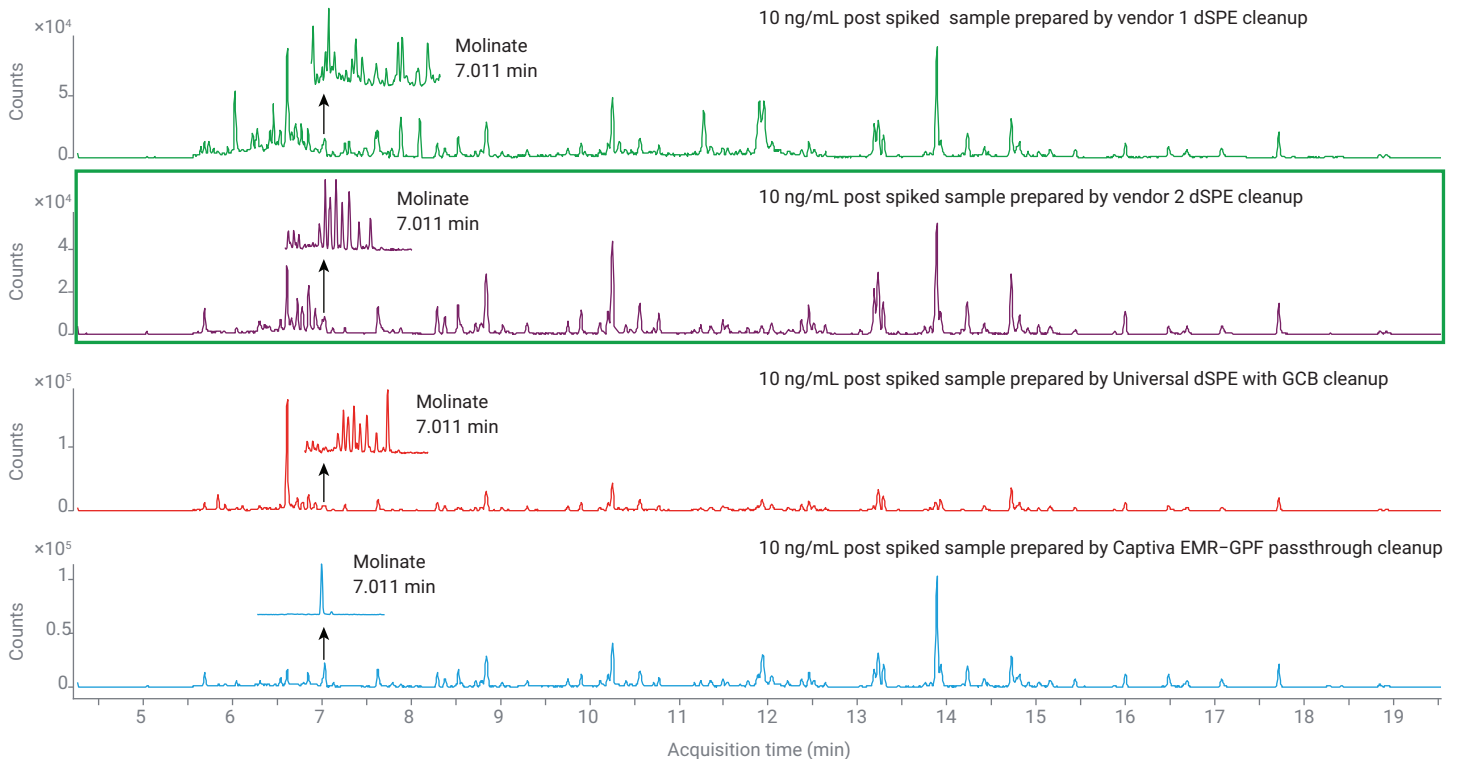 10 ng/mL post spiked sample prepared by vendor 1 dSPE cleanup
×10⁴
Molinate
7.011 min
Counts
5
0
10 ng/mL post spiked sample prepared by vendor 2 dSPE cleanup
×10⁴
Molinate
7.011 min
Counts
4
2
0
10 ng/mL post spiked sample prepared by Universal dSPE with GCB cleanup
×10⁵
Molinate
7.011 min
Counts
1
0
10 ng/mL post spiked sample prepared by Captiva EMR–GPF passthrough cleanup
×10⁵
Molinate
7.011 min
Counts
1
0.5
0
5 6 7 8 9 10 11 12 13 14 15 16 17 18 19
Acquisition time (min)